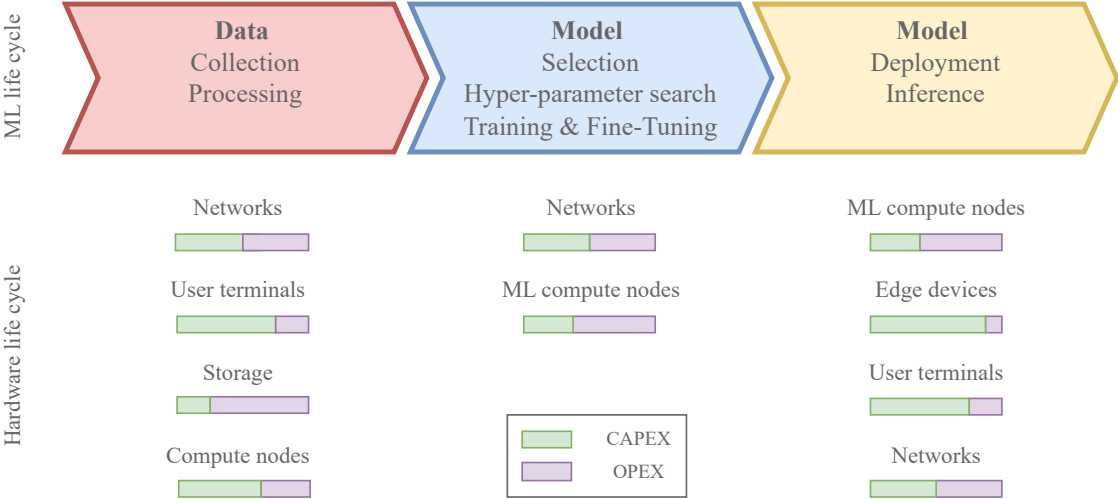 ML life cycle
Data
Collection
Processing
Model
Selection
Hyper-parameter search
Training & Fine-Tuning
Model
Deployment
Inference
Hardware life cycle
Networks
User terminals
Storage
Compute nodes
Networks
ML compute nodes
CAPEX
OPEX
ML compute nodes
Edge devices
User terminals
Networks